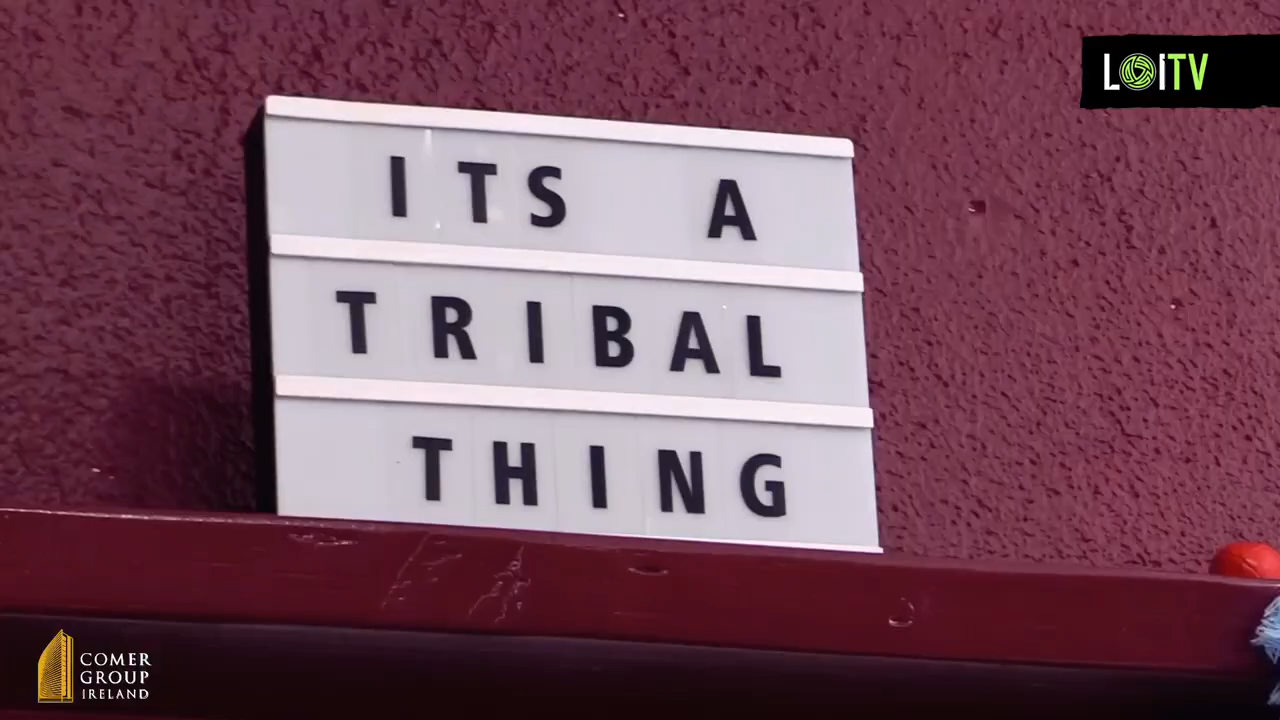 LOITV
ITS A
TRIBAL
THING
COMER
GROUP
IRELAND